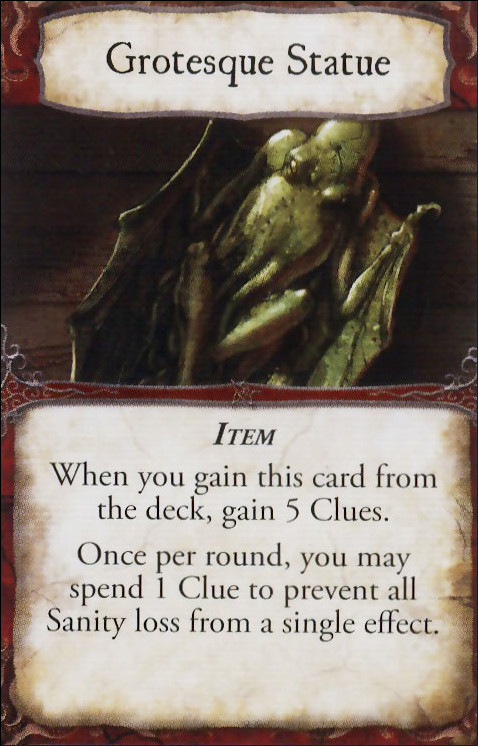 Grotesque Statue
ITEM
When you gain this card from
the deck, gain 5 Clues.
Once per round, you may
spend 1 Clue to prevent all
Sanity loss from a single effect.